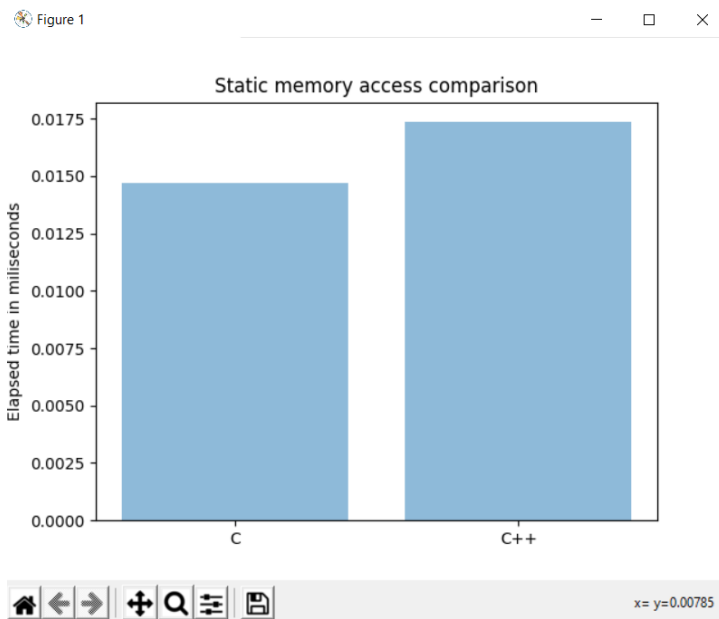 Figure 1
Static memory access comparison
Elapsed time in miliseconds
0.0175
0.0150
0.0125
0.0100
0.0075
0.0050
0.0025
0.0000
C C++
x= y=0.00785